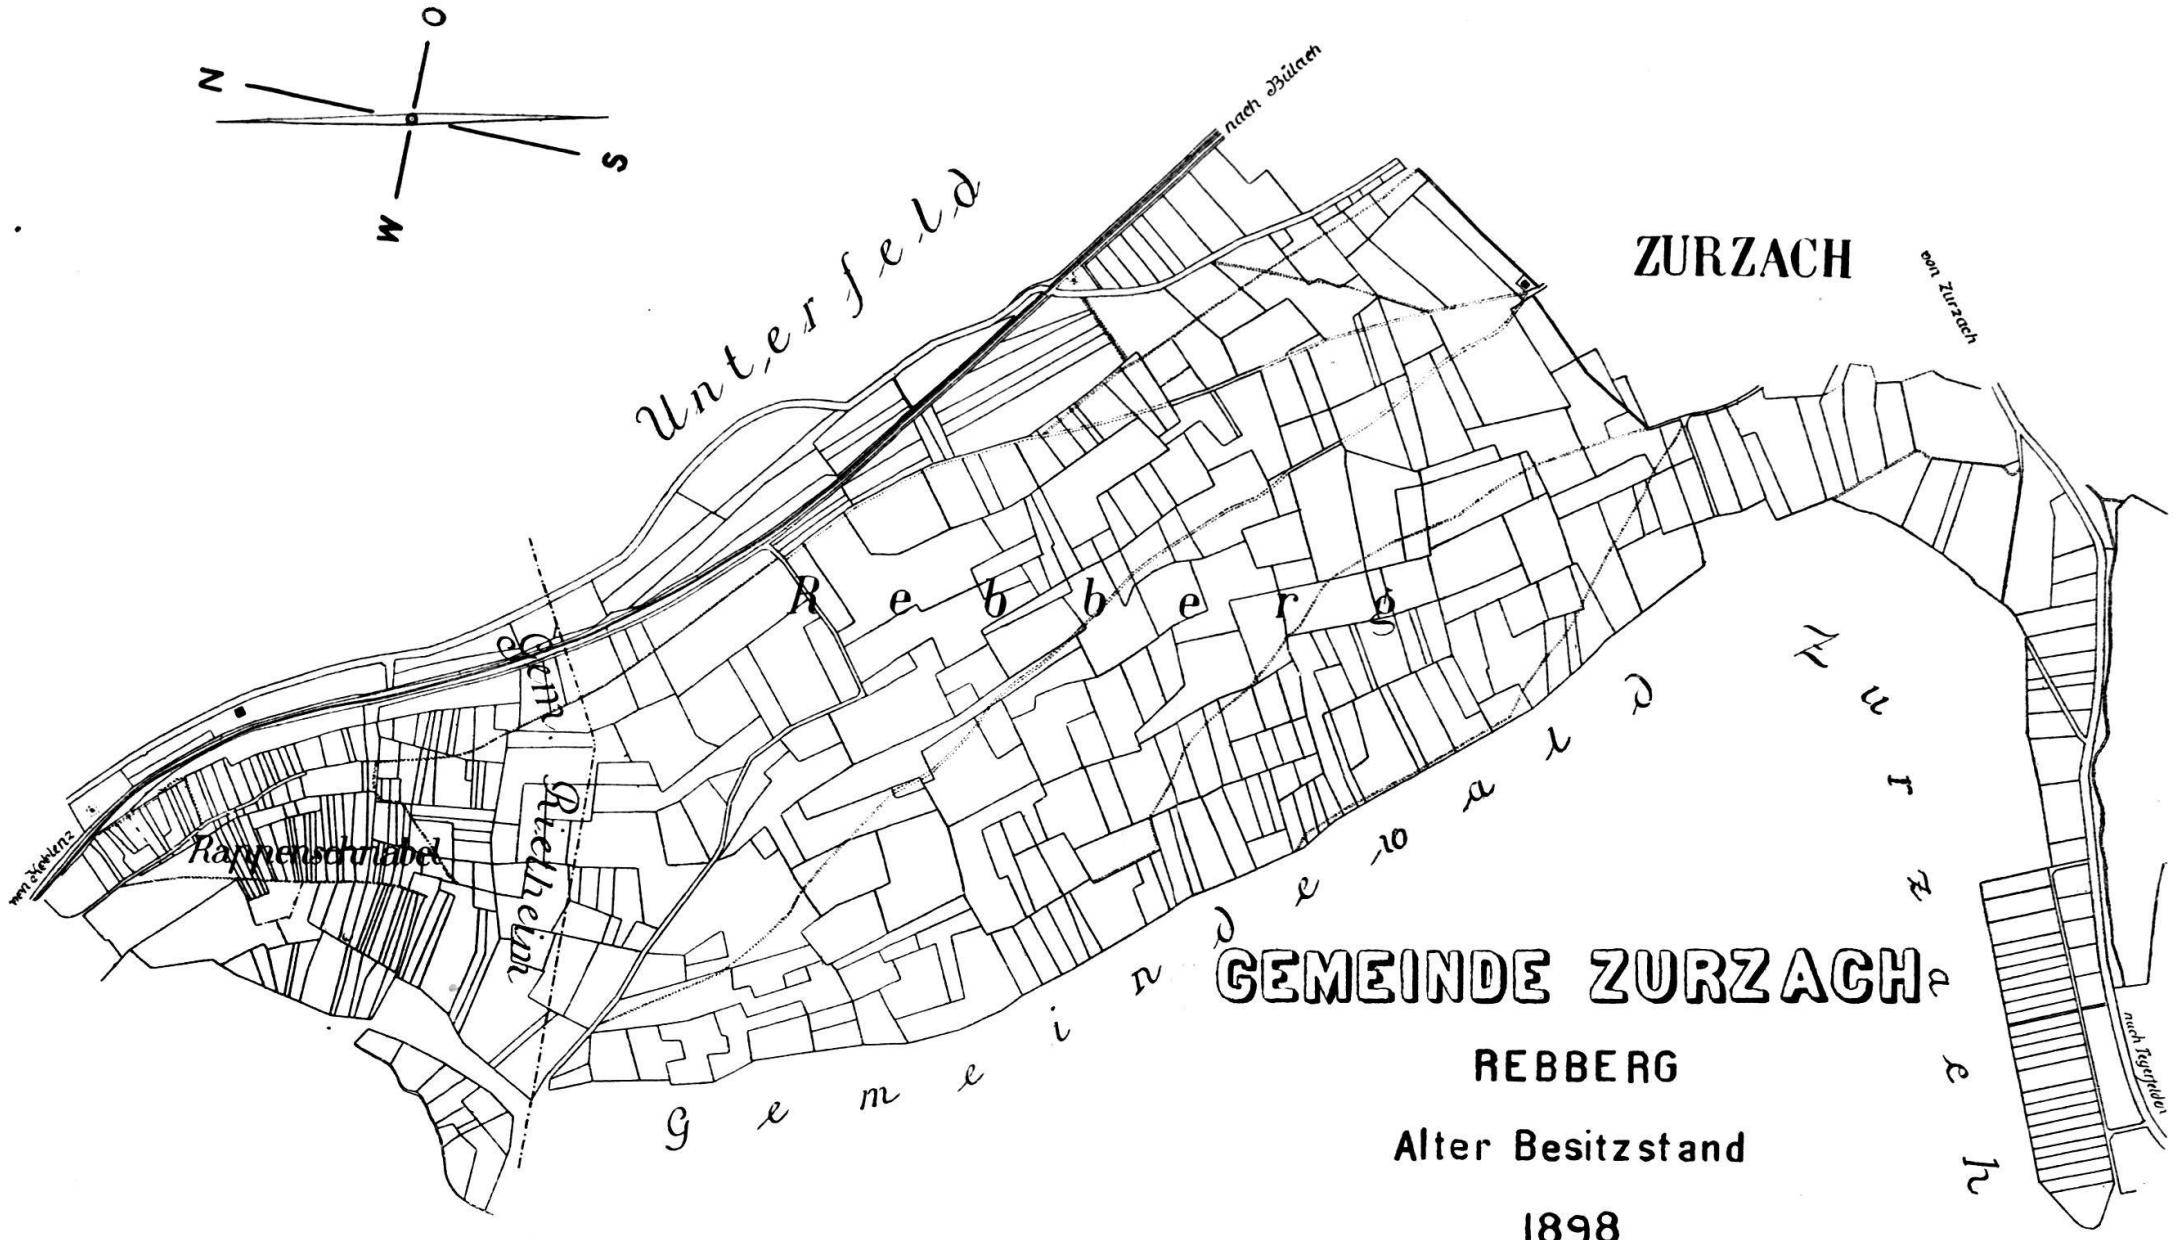 O
N
S
W
nach Bülach
Unterfeld
ZURZACH
von Zurzach
Rebberg
Gem. Rietheim
von Koblenz
Rappenschnabel
Gemeindewald Zurzach
GEMEINDE ZURZACH
REBBERG
Alter Besitzstand
1898
nach Tegerfelden